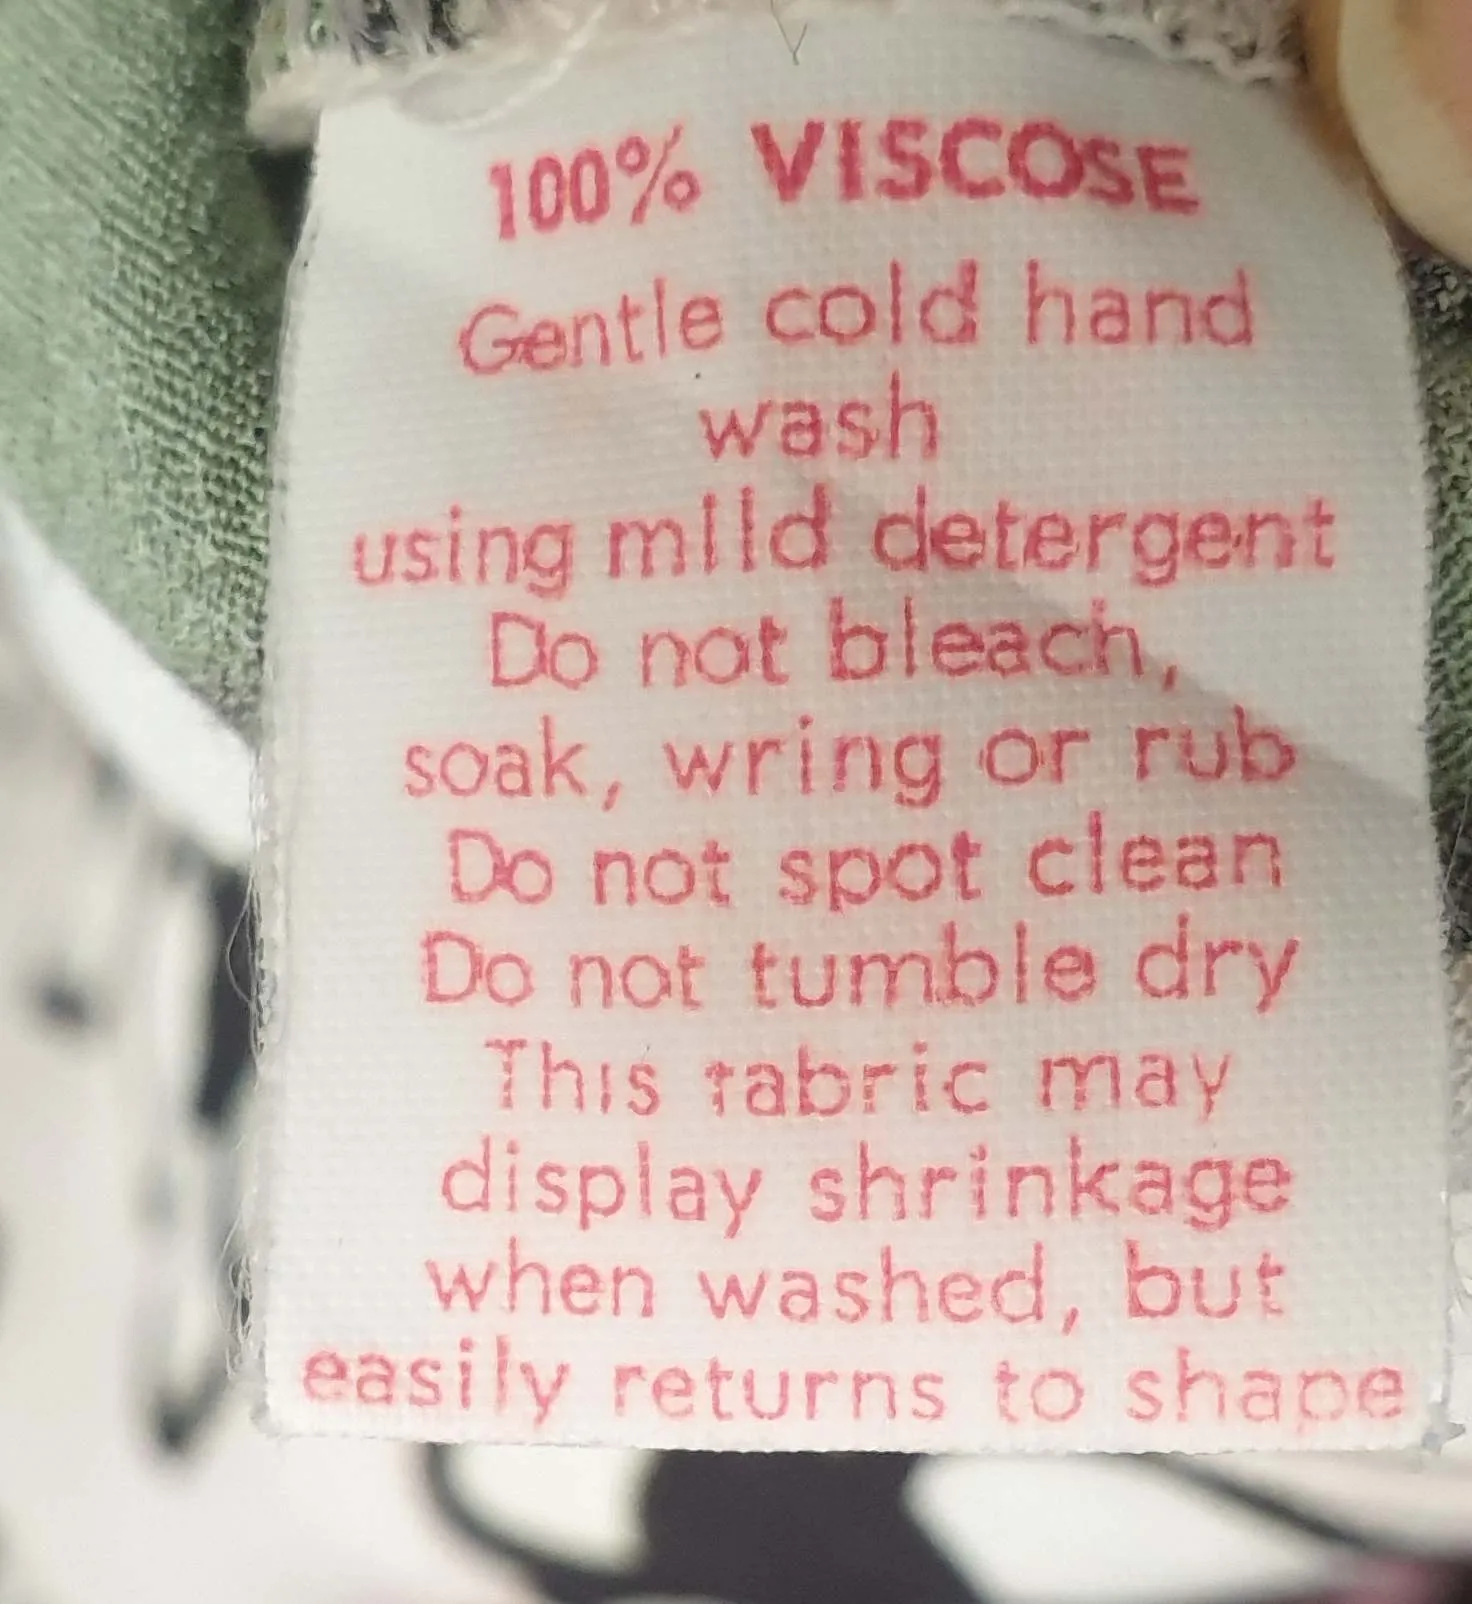 100% VISCOSE
Gentle cold hand
wash
using mild detergent
Do not bleach,
soak, wring or rub
Do not spot clean
Do not tumble dry
This fabric may
display shrinkage
when washed, but
easily returns to shape